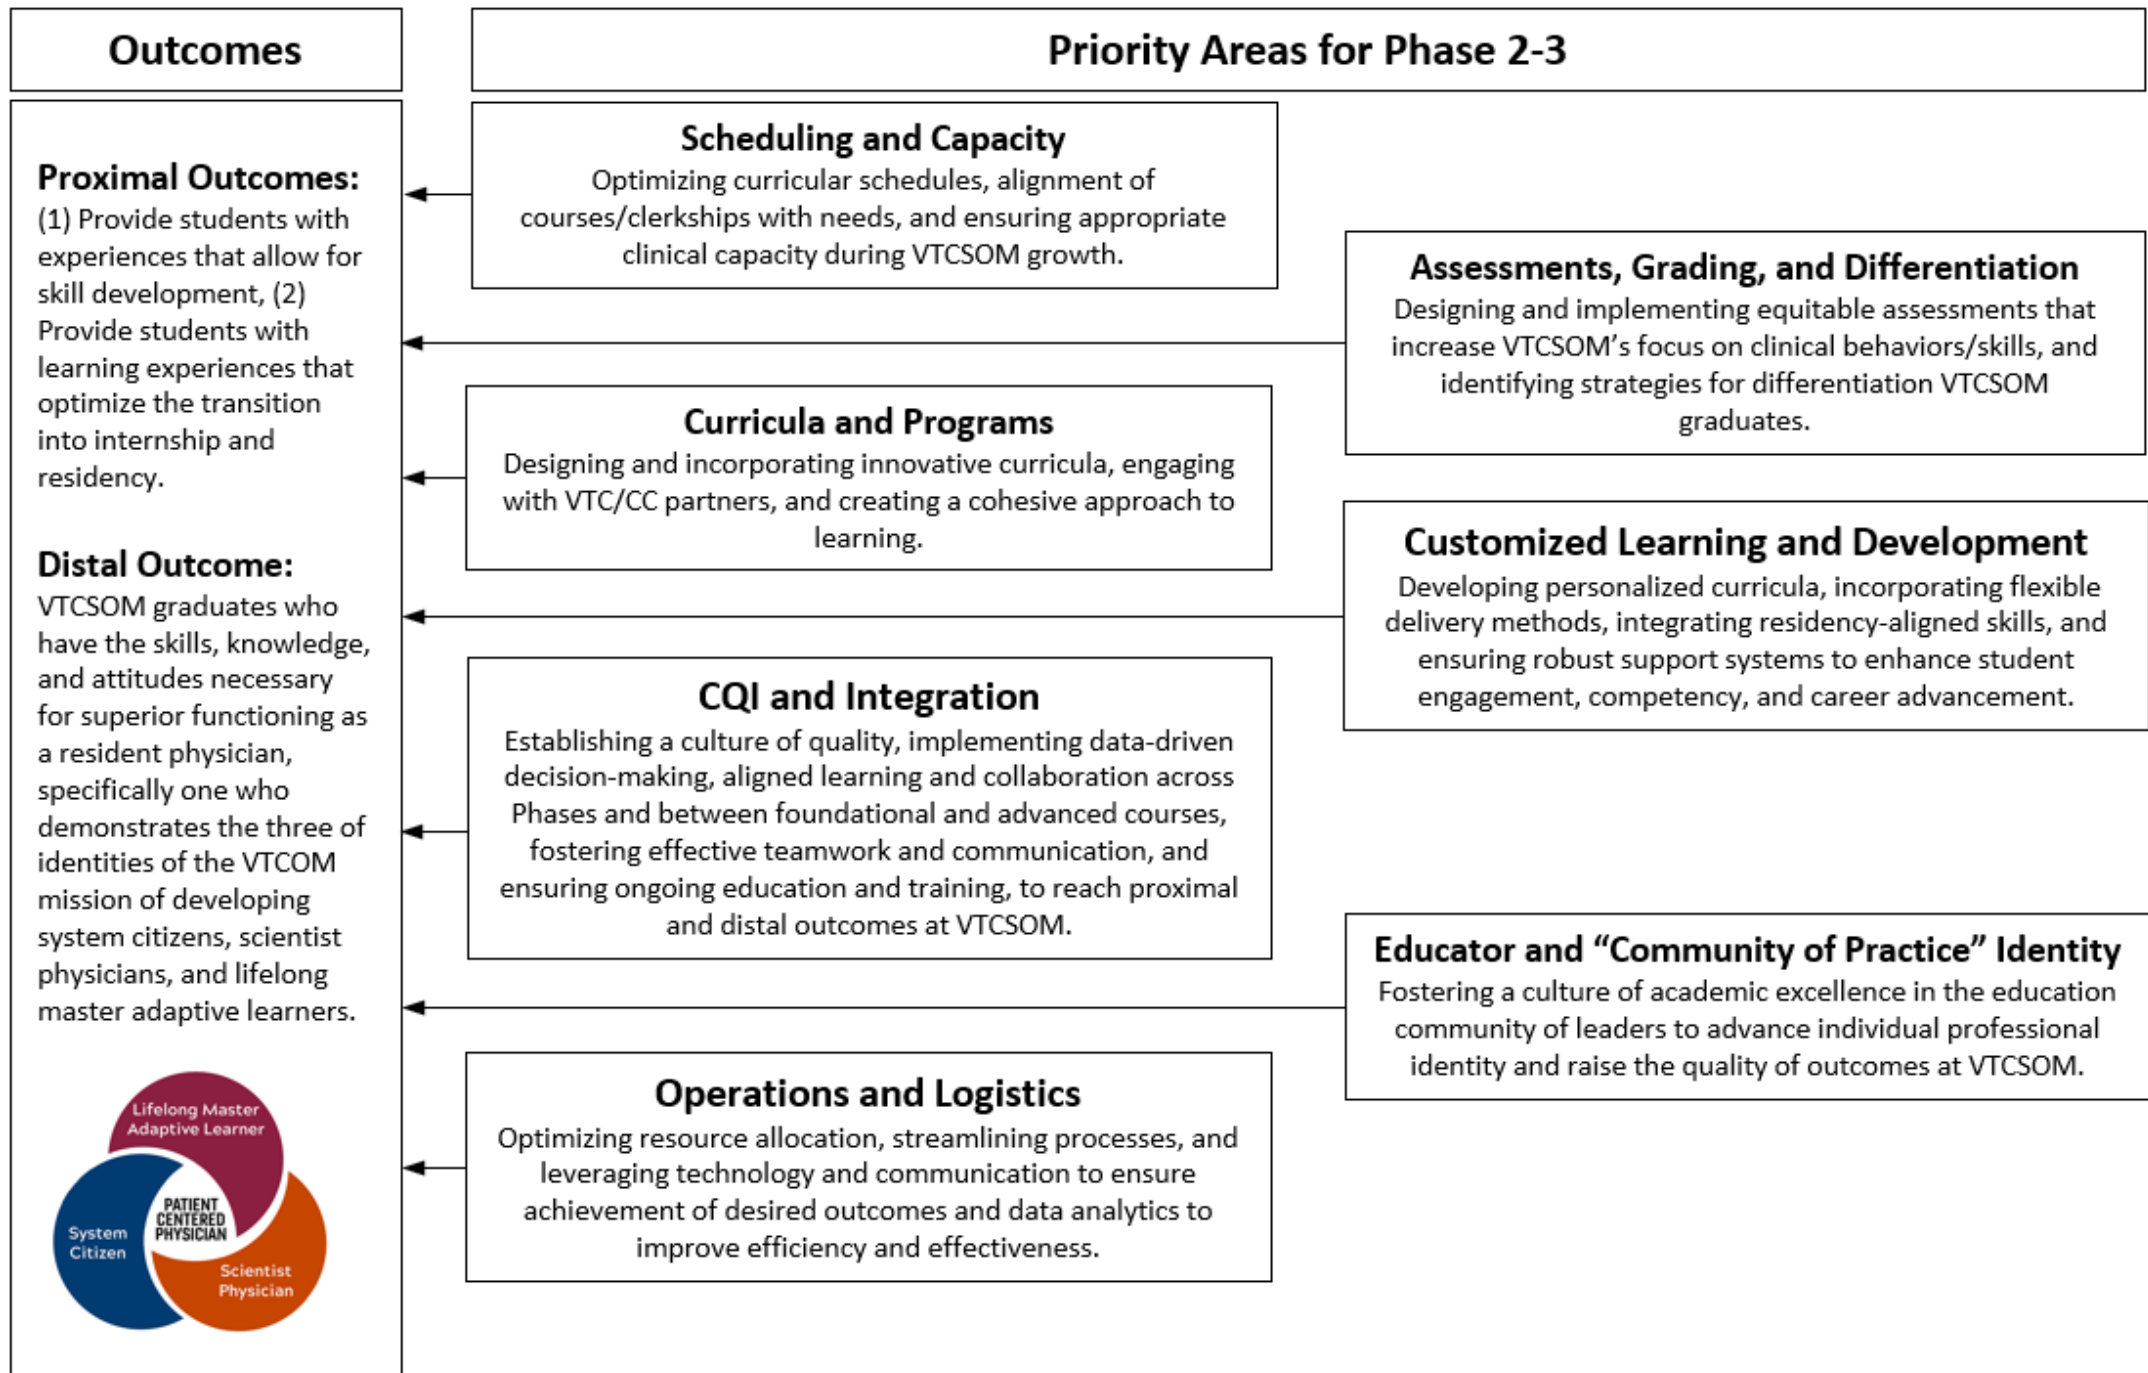 Outcomes
Priority Areas for Phase 2-3
Proximal Outcomes:
(1) Provide students with
experiences that allow for
skill development, (2)
Provide students with
learning experiences that
optimize the transition
into internship and
residency.
Distal Outcome:
VTCSOM graduates who
have the skills, knowledge,
and attitudes necessary
for superior functioning as
a resident physician,
specifically one who
demonstrates the three of
identities of the VTCOM
mission of developing
system citizens, scientist
physicians, and lifelong
master adaptive learners.
Lifelong Master
Adaptive Learner
PATIENT
CENTERED
PHYSICIAN
System
Citizen
Scientist
Physician
Scheduling and Capacity
Optimizing curricular schedules, alignment of
courses/clerkships with needs, and ensuring appropriate
clinical capacity during VTCSOM growth.
Assessments, Grading, and Differentiation
Designing and implementing equitable assessments that
increase VTCSOM’s focus on clinical behaviors/skills, and
identifying strategies for differentiation VTCSOM
graduates.
Curricula and Programs
Designing and incorporating innovative curricula, engaging
with VTC/CC partners, and creating a cohesive approach to
learning.
Customized Learning and Development
Developing personalized curricula, incorporating flexible
delivery methods, integrating residency-aligned skills, and
ensuring robust support systems to enhance student
engagement, competency, and career advancement.
CQI and Integration
Establishing a culture of quality, implementing data-driven
decision-making, aligned learning and collaboration across
Phases and between foundational and advanced courses,
fostering effective teamwork and communication, and
ensuring ongoing education and training, to reach proximal
and distal outcomes at VTCSOM.
Educator and “Community of Practice” Identity
Fostering a culture of academic excellence in the education
community of leaders to advance individual professional
identity and raise the quality of outcomes at VTCSOM.
Operations and Logistics
Optimizing resource allocation, streamlining processes, and
leveraging technology and communication to ensure
achievement of desired outcomes and data analytics to
improve efficiency and effectiveness.